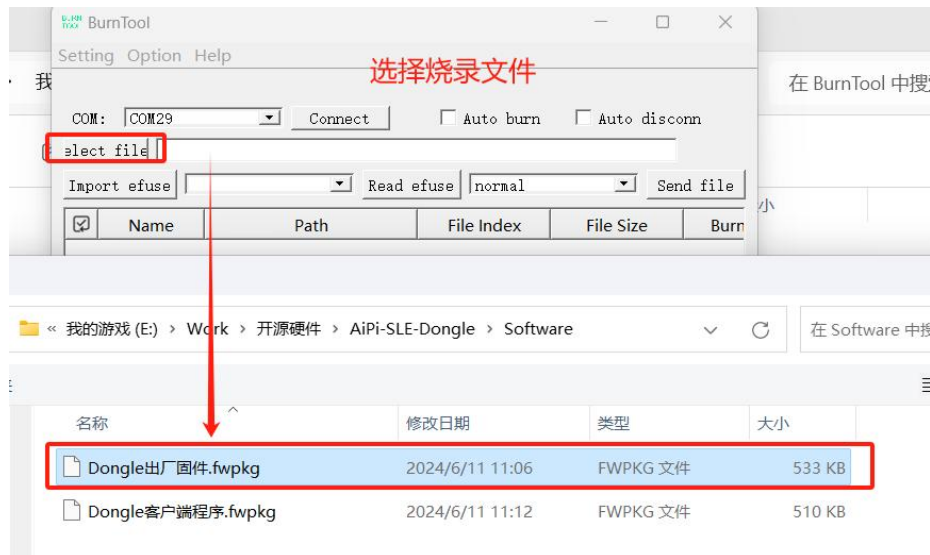 BURN TOOL BurnTool
Setting Option Help
选择烧录文件
我
在 BurnTool 中搜
COM: COM29 Connect Auto burn Auto disconn
elect file
Import efuse Read efuse normal Send file
小
Name Path File Index File Size Burn
« 我的游戏 (E:) > Work > 开源硬件 > AiPi-SLE-Dongle > Software
在 Software 中搜
名称 修改日期 类型 大小
Dongle出厂固件.fwpkg 2024/6/11 11:06 FWPKG 文件 533 KB
Dongle客户端程序.fwpkg 2024/6/11 11:12 FWPKG 文件 510 KB